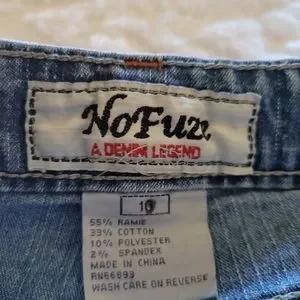 NoFuze
A DENIM LEGEND
10
55% RAMIE
33% COTTON
10% POLYESTER
2% SPANDEX
MADE IN CHINA
RN66893
WASH CARE ON REVERSE